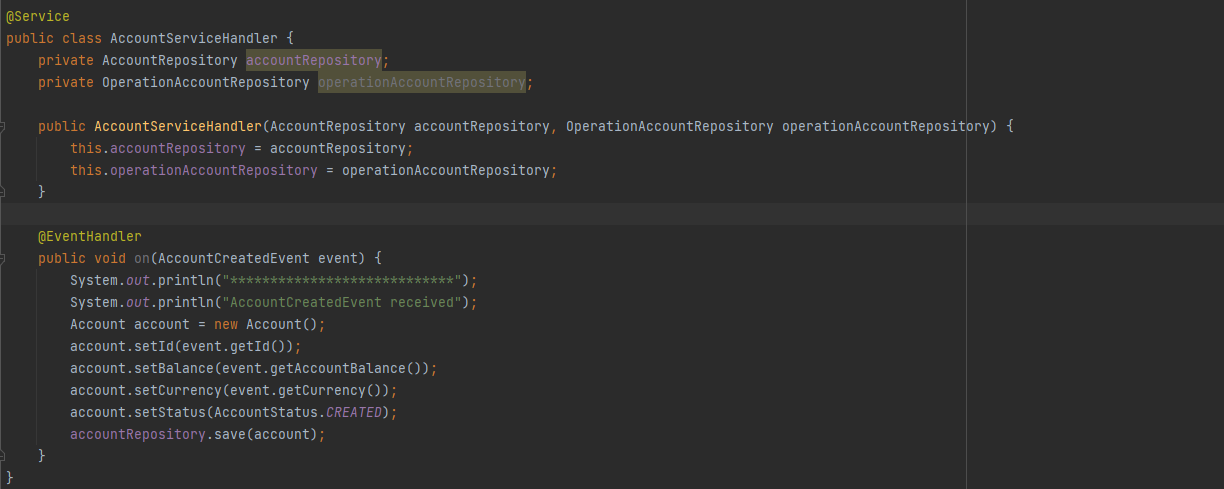 @Service
public class AccountServiceHandler {
    private AccountRepository accountRepository;
    private OperationAccountRepository operationAccountRepository;

    public AccountServiceHandler(AccountRepository accountRepository, OperationAccountRepository operationAccountRepository) {
        this.accountRepository = accountRepository;
        this.operationAccountRepository = operationAccountRepository;
    }

    @EventHandler
    public void on(AccountCreatedEvent event) {
        System.out.println("****************************");
        System.out.println("AccountCreatedEvent received");
        Account account = new Account();
        account.setId(event.getId());
        account.setBalance(event.getAccountBalance());
        account.setCurrency(event.getCurrency());
        account.setStatus(AccountStatus.CREATED);
        accountRepository.save(account);
    }
}